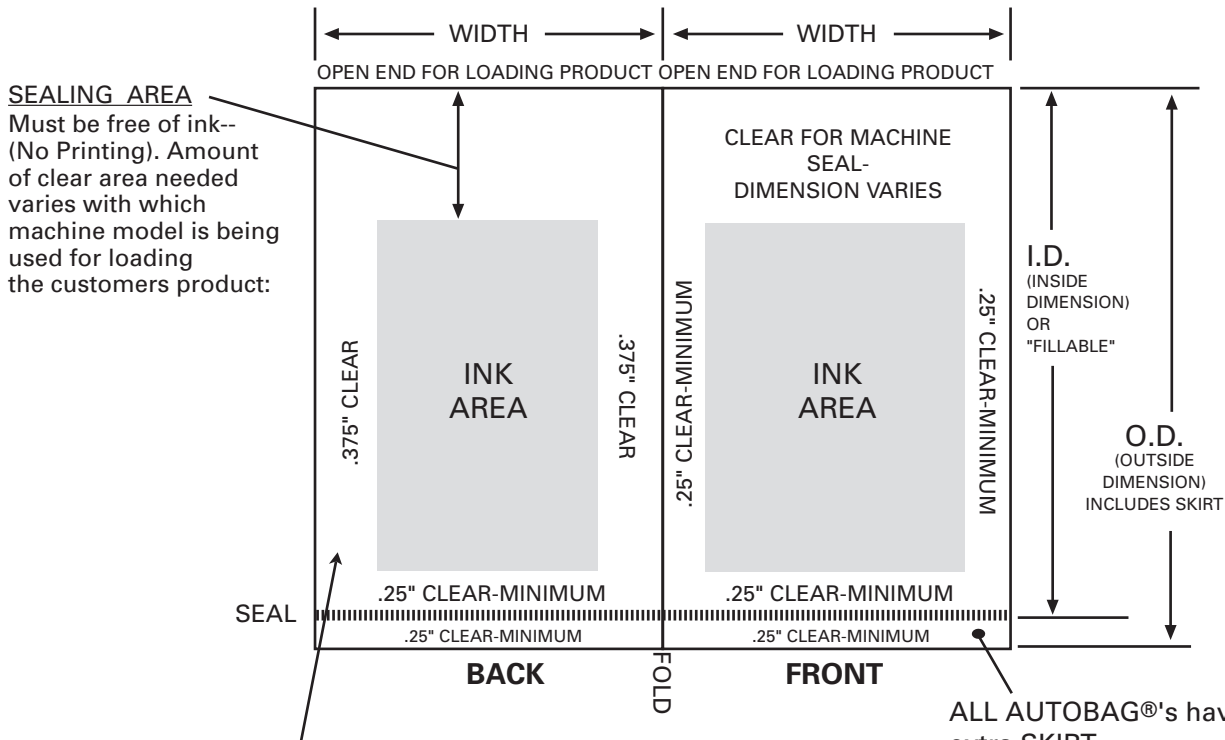 WIDTH
WIDTH
OPEN END FOR LOADING PRODUCT
OPEN END FOR LOADING PRODUCT
SEALING AREA
Must be free of ink--
(No Printing). Amount
of clear area needed
varies with which
machine model is being
used for loading
the customers product:
CLEAR FOR MACHINE
SEAL-
DIMENSION VARIES
.375" CLEAR
INK
AREA
.375" CLEAR
.25" CLEAR-MINIMUM
INK
AREA
.25" CLEAR-MINIMUM
I.D.
(INSIDE
DIMENSION)
OR
"FILLABLE"
O.D.
(OUTSIDE
DIMENSION)
INCLUDES SKIRT
.25" CLEAR-MINIMUM
.25" CLEAR-MINIMUM
SEAL
.25" CLEAR-MINIMUM
.25" CLEAR-MINIMUM
BACK
FOLD
FRONT
ALL AUTOBAG®'s hav
extra SKIRT